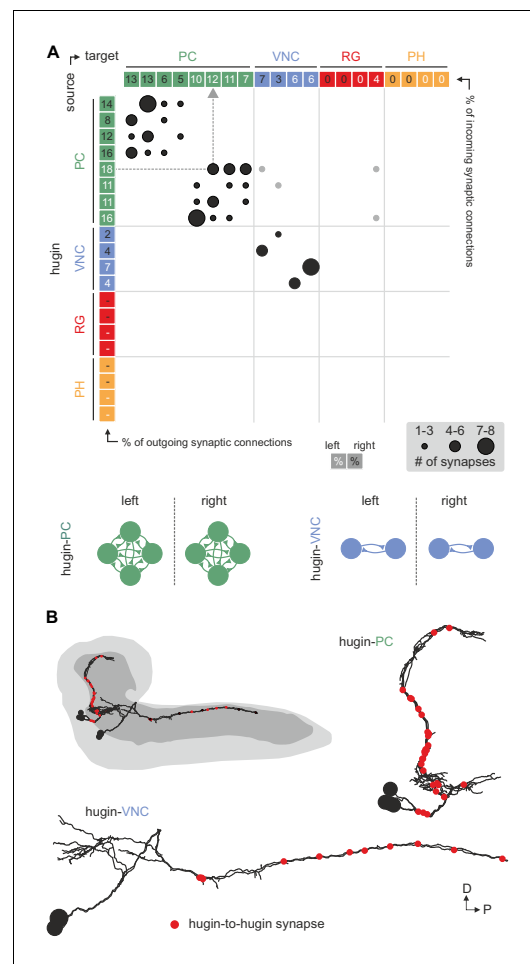 A
target
PC VNC RG PH
source
13 13 6 5 10 12 11 7 7 3 6 6 0 0 0 4 0 0 0 0
% of incoming synaptic connections
hugin
PC
14
8
12
16
18
11
11
16
VNC
2
4
7
4
RG
-
-
-
-
PH
-
-
-
-
% of outgoing synaptic connections
left right
% %
1-3 4-6 7-8
# of synapses
hugin-PC
left right
hugin-VNC
left right
B
hugin-PC
hugin-VNC
D
P
hugin-to-hugin synapse